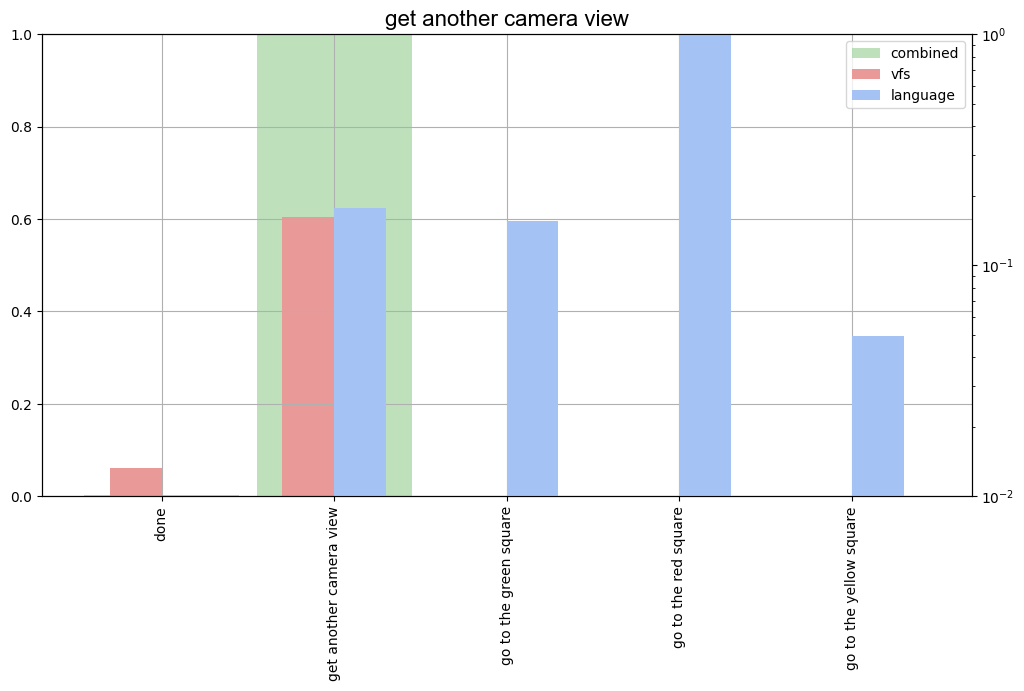 get another camera view
1.0
0.8
0.6
0.4
0.2
0.0
10⁰
10⁻¹
10⁻²
combined
vfs
language
done
get another camera view
go to the green square
go to the red square
go to the yellow square